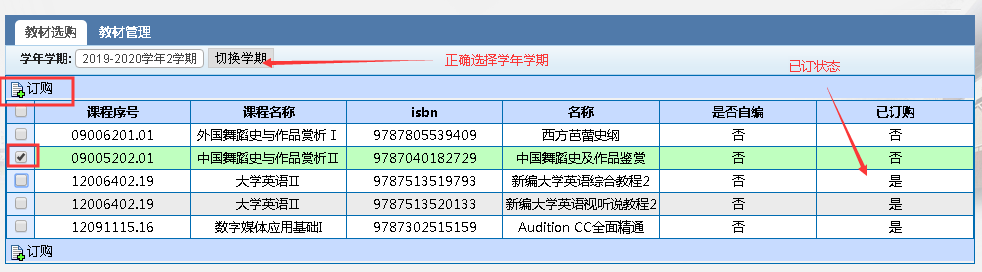 教材选购 教材管理
学年学期: 2019-2020学年2学期 切换学期 正确选择学年学期
已订状态
订购
课程序号 课程名称 isbn 名称 是否自编 已订购
09006201.01 外国舞蹈史与作品赏析Ⅰ 9787805539409 西方芭蕾史纲 否 否
09005202.01 中国舞蹈史与作品赏析Ⅱ 9787040182729 中国舞蹈史及作品鉴赏 否 否
12006402.19 大学英语Ⅱ 9787513519793 新编大学英语综合教程2 否 是
12006402.19 大学英语Ⅱ 9787513520133 新编大学英语视听说教程2 否 是
12091115.16 数字媒体应用基础Ⅰ 9787302515159 Audition CC全面精通 否 是
订购